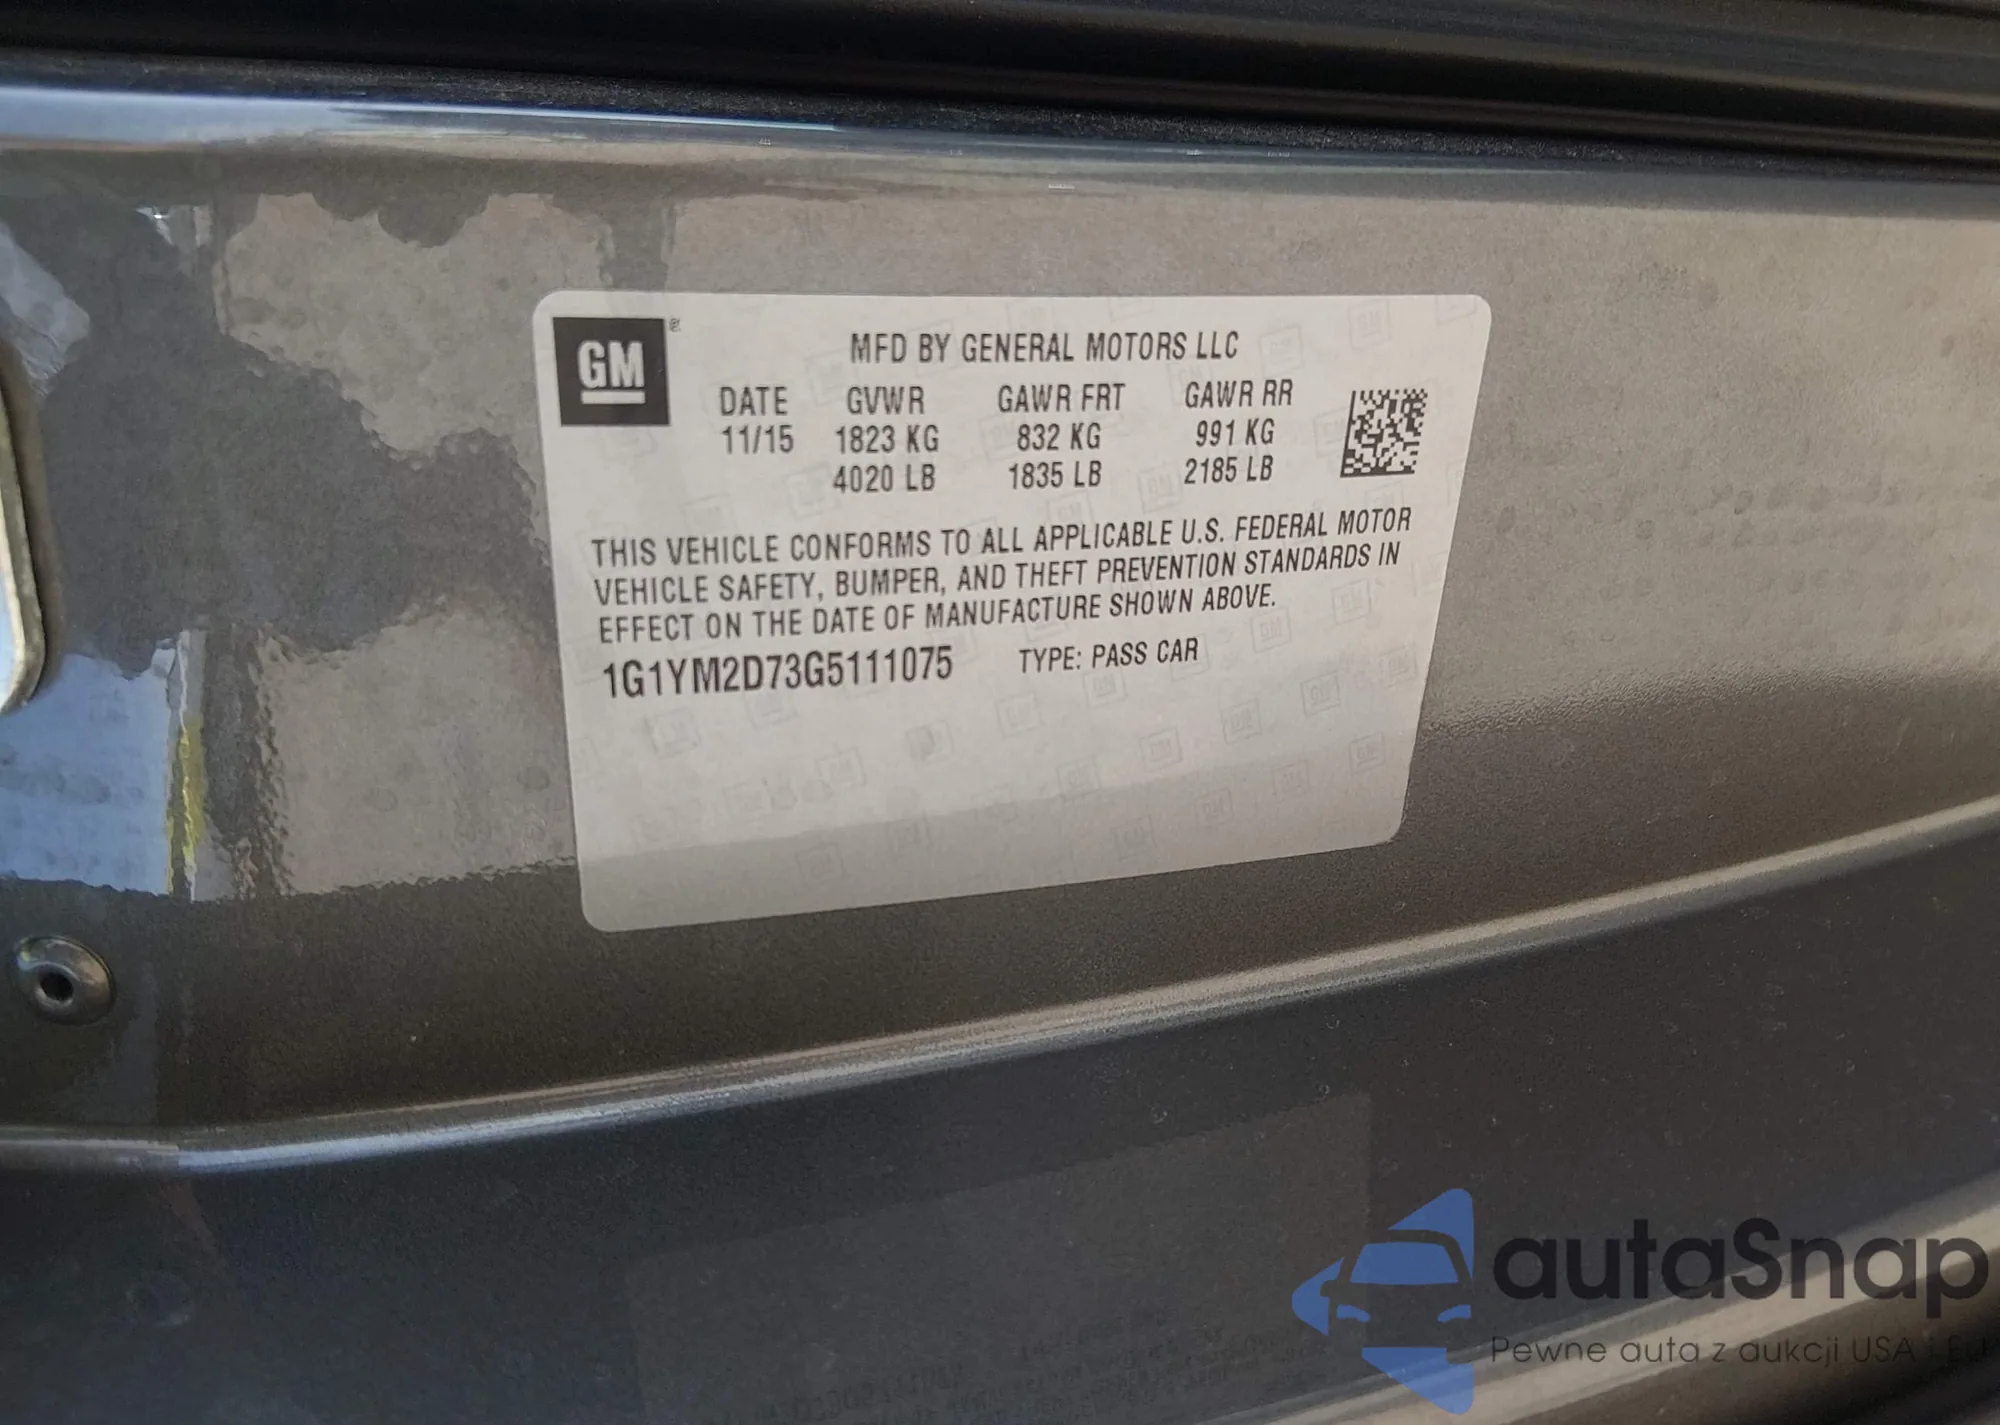 GM
MFD BY GENERAL MOTORS LLC
DATE GVWR GAWR FRT GAWR RR
11/15 1823 KG 832 KG 991 KG
4020 LB 1835 LB 2185 LB
THIS VEHICLE CONFORMS TO ALL APPLICABLE U.S. FEDERAL MOTOR
VEHICLE SAFETY, BUMPER, AND THEFT PREVENTION STANDARDS IN
EFFECT ON THE DATE OF MANUFACTURE SHOWN ABOVE.
1G1YM2D73G5111075 TYPE: PASS CAR
autaSnap
Pewne auta z aukcji USA i EU